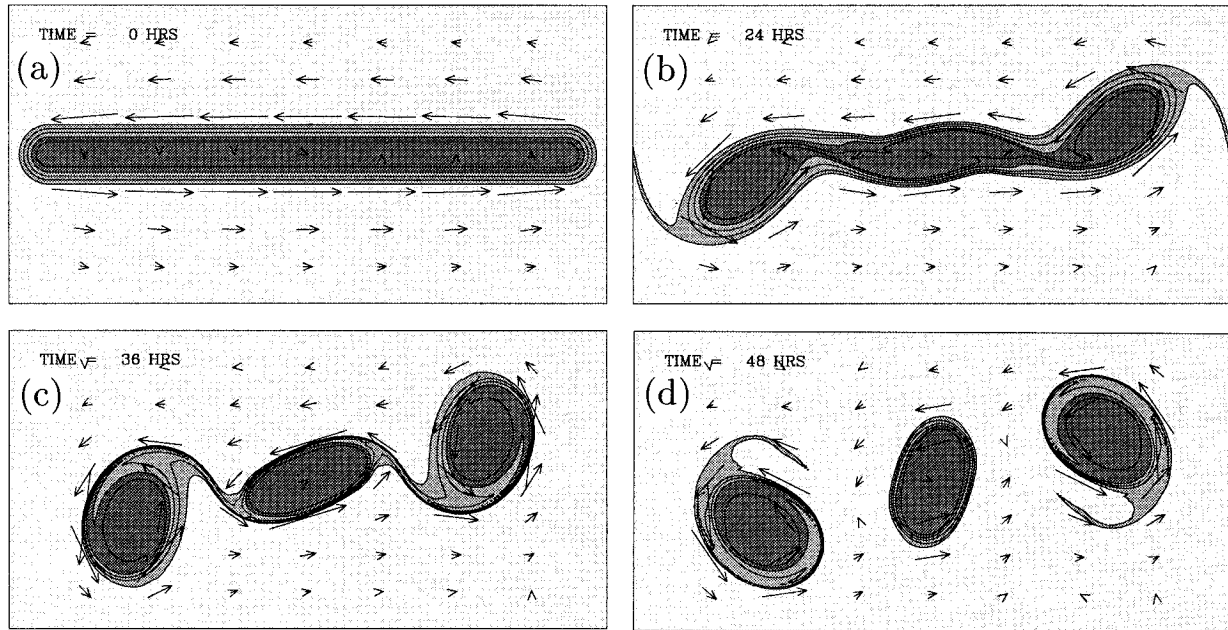 TIME = 0 HRS
(a)
TIME = 24 HRS
(b)
TIME = 36 HRS
(c)
TIME = 48 HRS
(d)